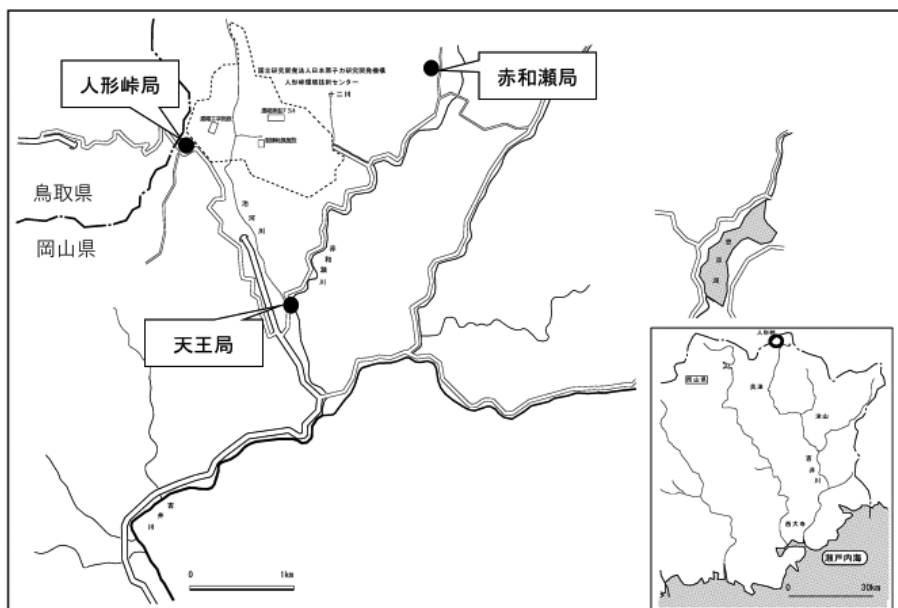 国立研究開発法人日本原子力研究開発機構
人形峠環境技術センター
十二川
人形峠局
赤和瀬局
鳥取県
岡山県
池河川
赤和瀬川
天王局
吉井川
0 1km
人形峠
岡山県
奥津
津山
吉井川
西大寺
瀬戸内海
0 30km